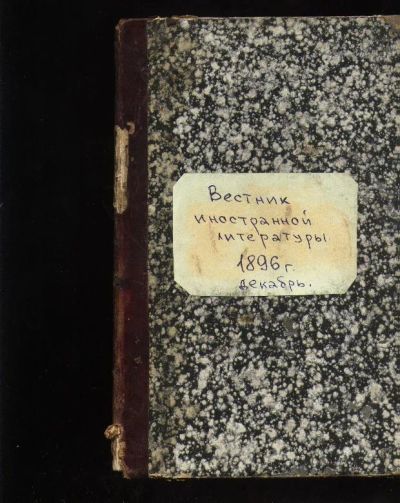 Вестник
иностранной
литературы
1896 г.
декабрь.